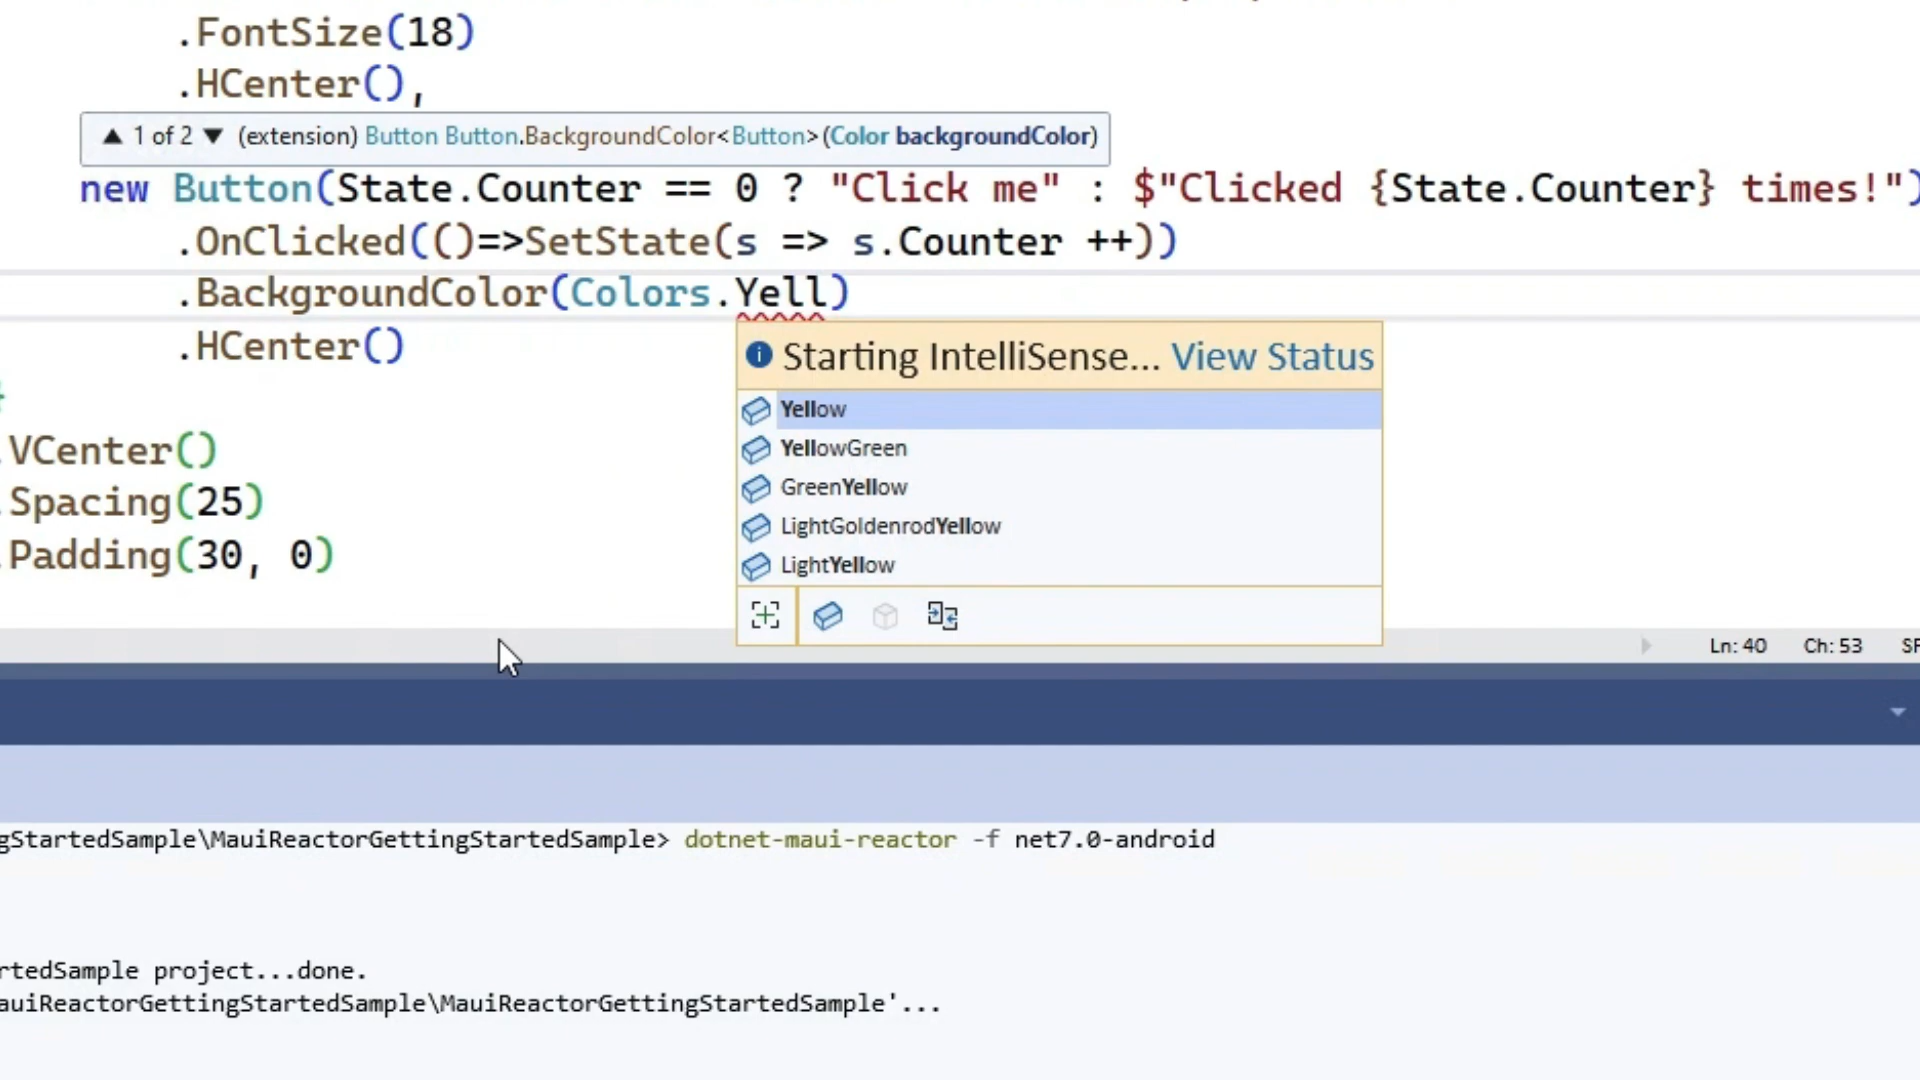 .FontSize(18)
.HCenter(),
▲ 1 of 2 ▼ (extension) Button Button.BackgroundColor<Button>(Color backgroundColor)
new Button(State.Counter == 0 ? "Click me" : $"Clicked {State.Counter} times!")
.OnClicked(()=>SetState(s => s.Counter ++))
.BackgroundColor(Colors.Yell)
.HCenter()
Starting IntelliSense... View Status
Yellow
YellowGreen
GreenYellow
LightGoldenrodYellow
LightYellow
.VCenter()
.Spacing(25)
.Padding(30, 0)
Ln: 40 Ch: 53
gStartedSample\MauiReactorGettingStartedSample> dotnet-maui-reactor -f net7.0-android
rtedSample project...done.
auiReactorGettingStartedSample\MauiReactorGettingStartedSample'...